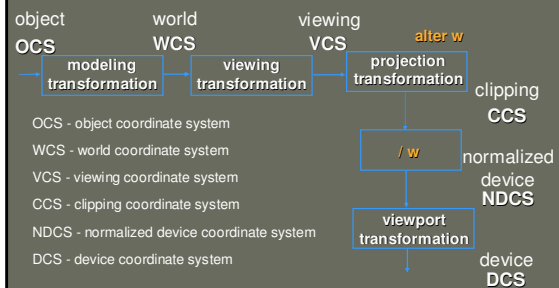 object
OCS
world
WCS
viewing
VCS
alter w
modeling
transformation
viewing
transformation
projection
transformation
clipping
CCS
OCS - object coordinate system
WCS - world coordinate system
VCS - viewing coordinate system
CCS - clipping coordinate system
NDCS - normalized device coordinate system
DCS - device coordinate system
/ w
normalized
device
NDCS
viewport
transformation
device
DCS